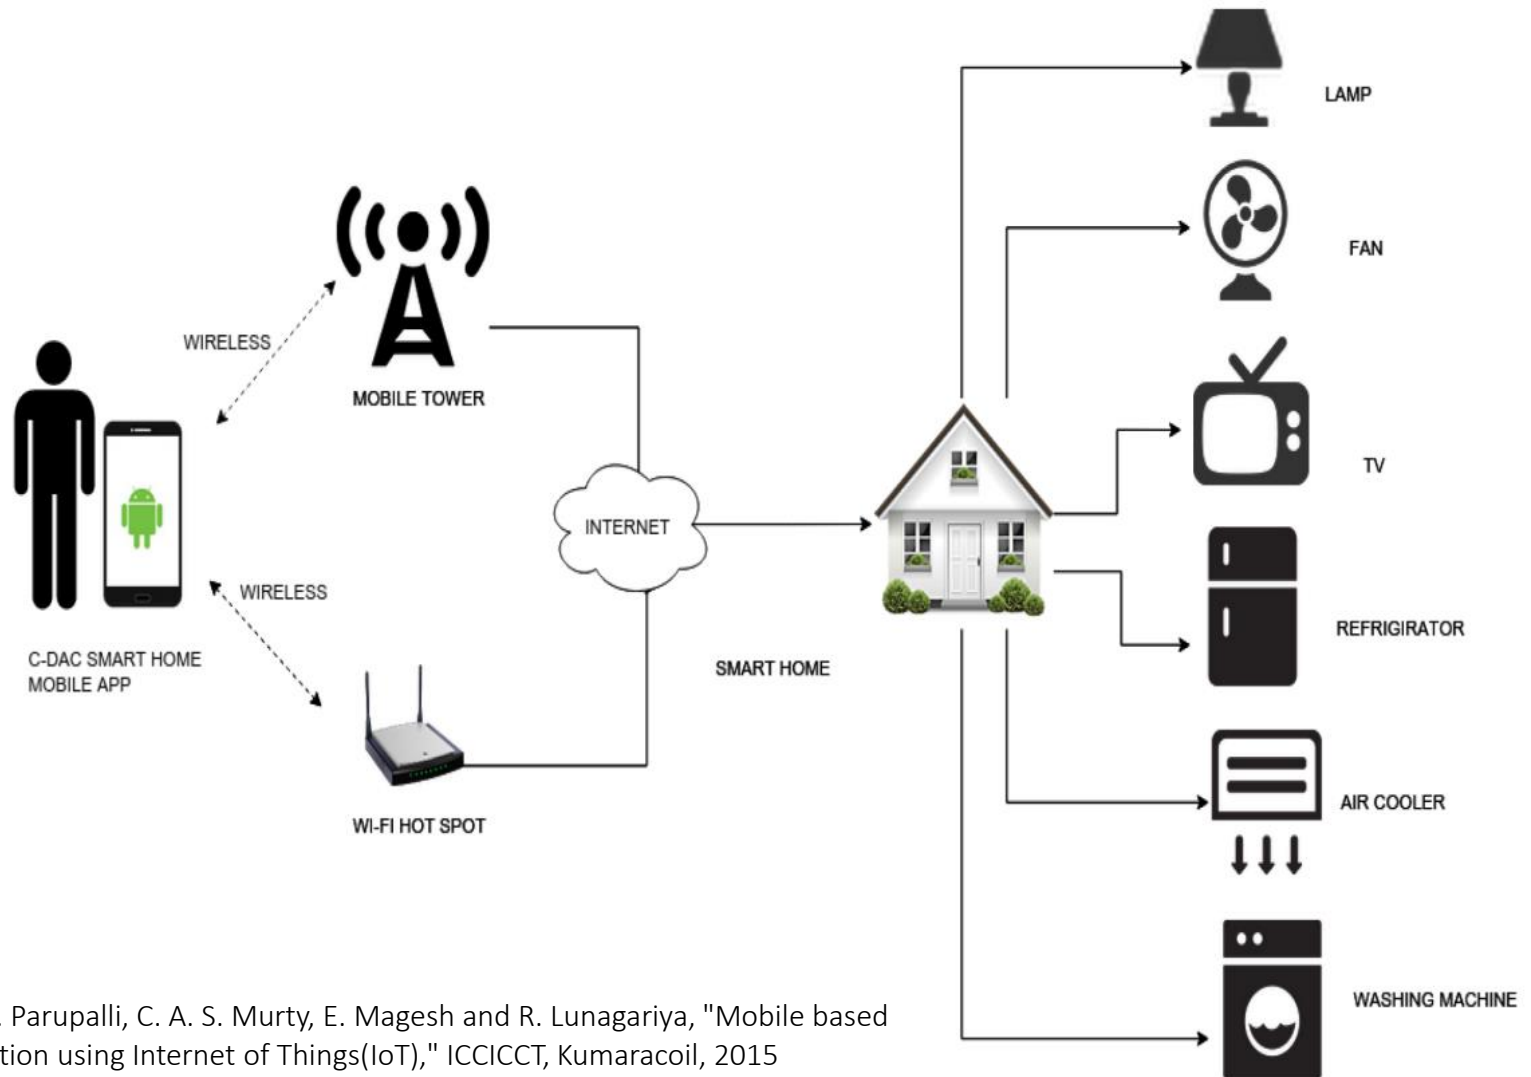 LAMP
FAN
WIRELESS
MOBILE TOWER
TV
INTERNET
WIRELESS
REFRIGIRATOR
C-DAC SMART HOME
MOBILE APP
SMART HOME
AIR COOLER
WI-FI HOT SPOT
WASHING MACHINE
. Parupalli, C. A. S. Murty, E. Magesh and R. Lunagariya, "Mobile based
tion using Internet of Things(IoT)," ICCICCT, Kumaracoil, 2015